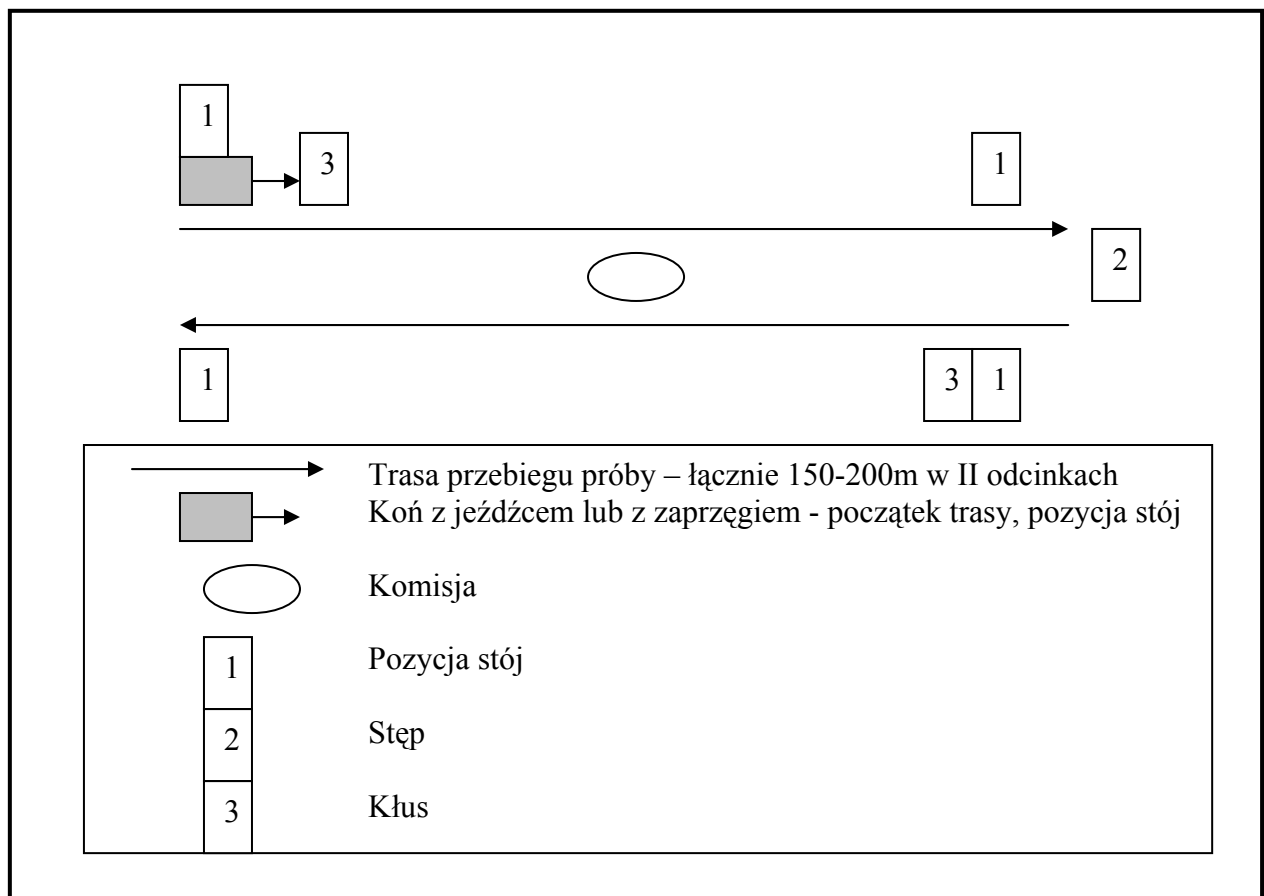 1
3
1
2
1
3 1
Trasa przebiegu próby – łącznie 150-200m w II odcinkach
Koń z jeźdźcem lub z zaprzęgiem - początek trasy, pozycja stój
Komisja
1 Pozycja stój
2 Stęp
3 Kłus